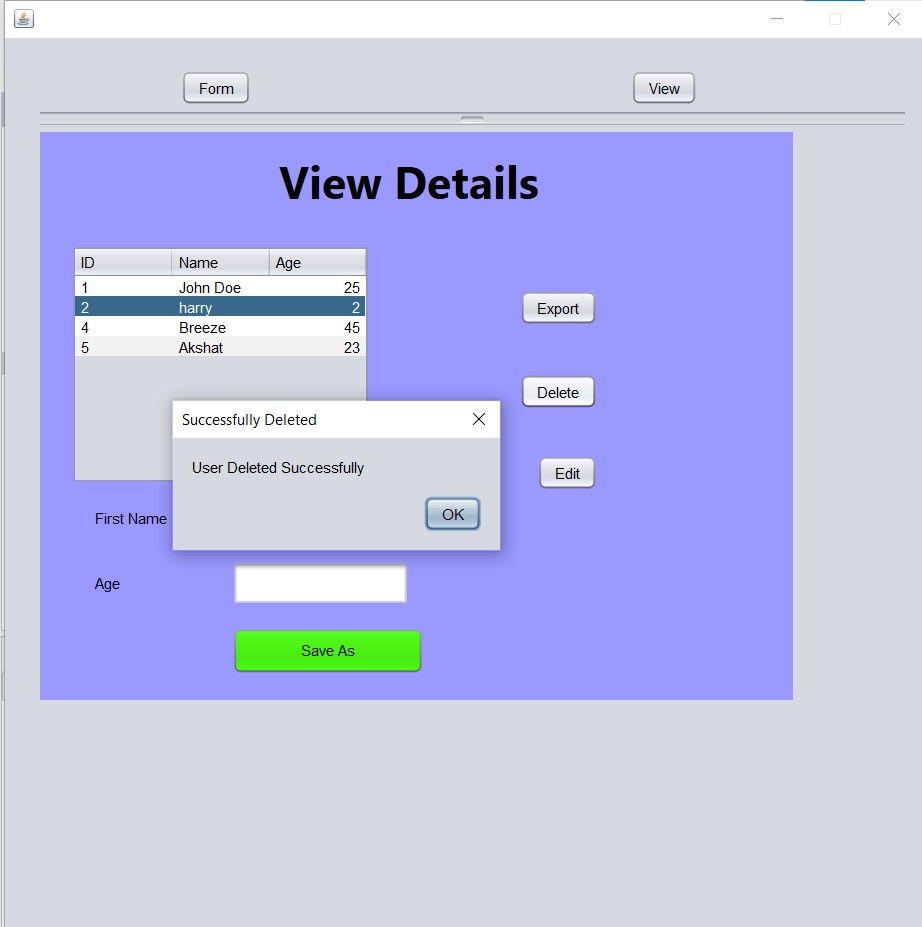 Form
View
View Details
ID Name Age
1 John Doe 25
2 harry 2
4 Breeze 45
5 Akshat 23
Export
Delete
Successfully Deleted
User Deleted Successfully
OK
Edit
First Name
Age
Save As